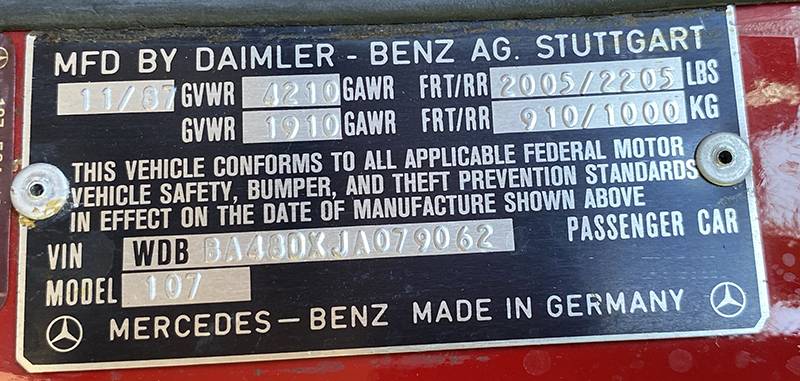 MFD BY DAIMLER - BENZ AG. STUTTGART
11/87 GVWR 4210 GAWR FRT/RR 2005/2205 LBS
GVWR 1910 GAWR FRT/RR 910/1000 KG
THIS VEHICLE CONFORMS TO ALL APPLICABLE FEDERAL MOTOR
VEHICLE SAFETY, BUMPER, AND THEFT PREVENTION STANDARDS
IN EFFECT ON THE DATE OF MANUFACTURE SHOWN ABOVE
VIN WDB BA48DXJA079062 PASSENGER CAR
MODEL 107
MERCEDES-BENZ MADE IN GERMANY